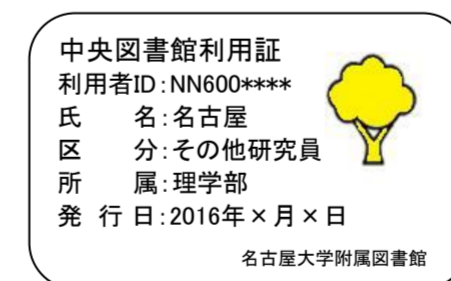 中央図書館利用証
利用者ID:NN600****
氏　　名:名古屋
区　　分:その他研究員
所　　属:理学部
発 行 日:2016年×月×日
名古屋大学附属図書館